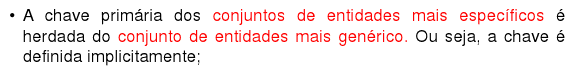 • A chave primária dos conjuntos de entidades mais específicos é
herdada do conjunto de entidades mais genérico. Ou seja, a chave é
definida implicitamente;